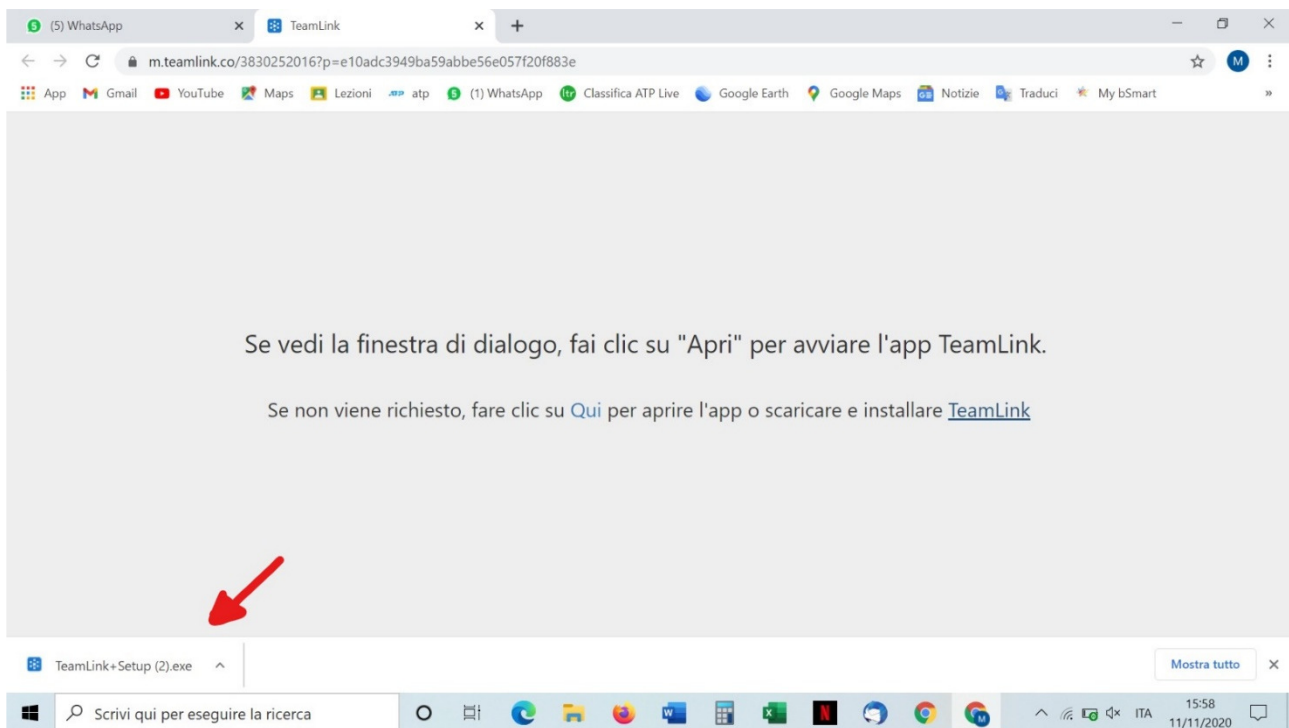 (5) WhatsApp
TeamLink
m.teamlink.co/3830252016?p=e10adc3949ba59abbe56e057f20f883e
M
App Gmail YouTube Maps Lezioni atp (1) WhatsApp Classifica ATP Live Google Earth Google Maps Notizie Traduci My bSmart »
Se vedi la finestra di dialogo, fai clic su "Apri" per avviare l'app TeamLink.
Se non viene richiesto, fare clic su Qui per aprire l'app o scaricare e installare TeamLink
TeamLink+Setup (2).exe
Mostra tutto
Scrivi qui per eseguire la ricerca
ITA
15:58
11/11/2020